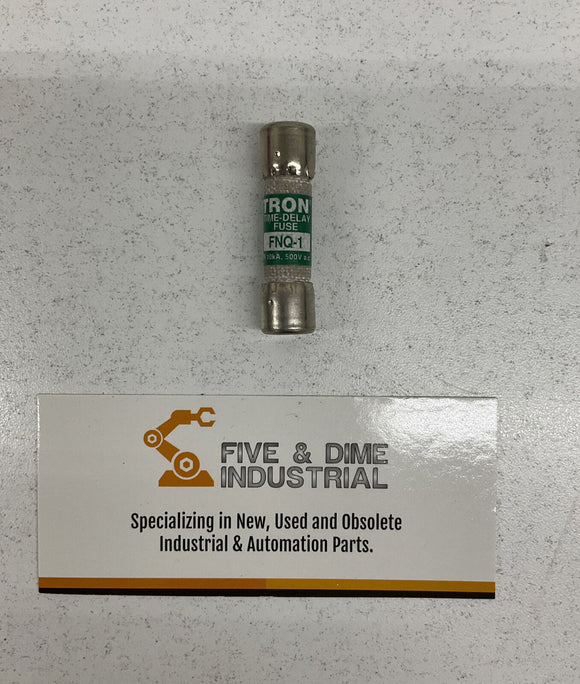 TRON
TIME-DELAY
FUSE
FNQ-1
10kA, 500V a.c.
FIVE & DIME
INDUSTRIAL
Specializing in New, Used and Obsolete
Industrial & Automation Parts.